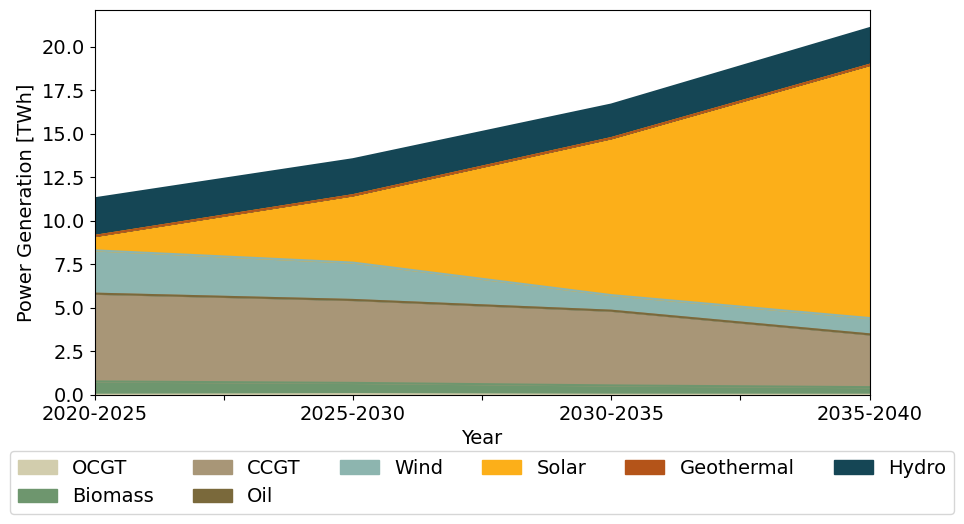 Power Generation [TWh]
20.0
17.5
15.0
12.5
10.0
7.5
5.0
2.5
0.0
2020-2025 2025-2030 2030-2035 2035-2040
Year
OCGT CCGT Wind Solar Geothermal Hydro
Biomass Oil